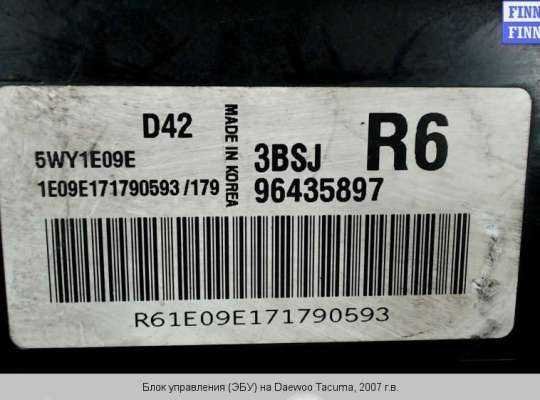 FINN
FINN
D42
MADE IN KOREA
R6
5WY1E09E
3BSJ
1E09E171790593 /179
96435897
R61E09E171790593
Блок управления (ЭБУ) на Daewoo Tacuma, 2007 г.в.